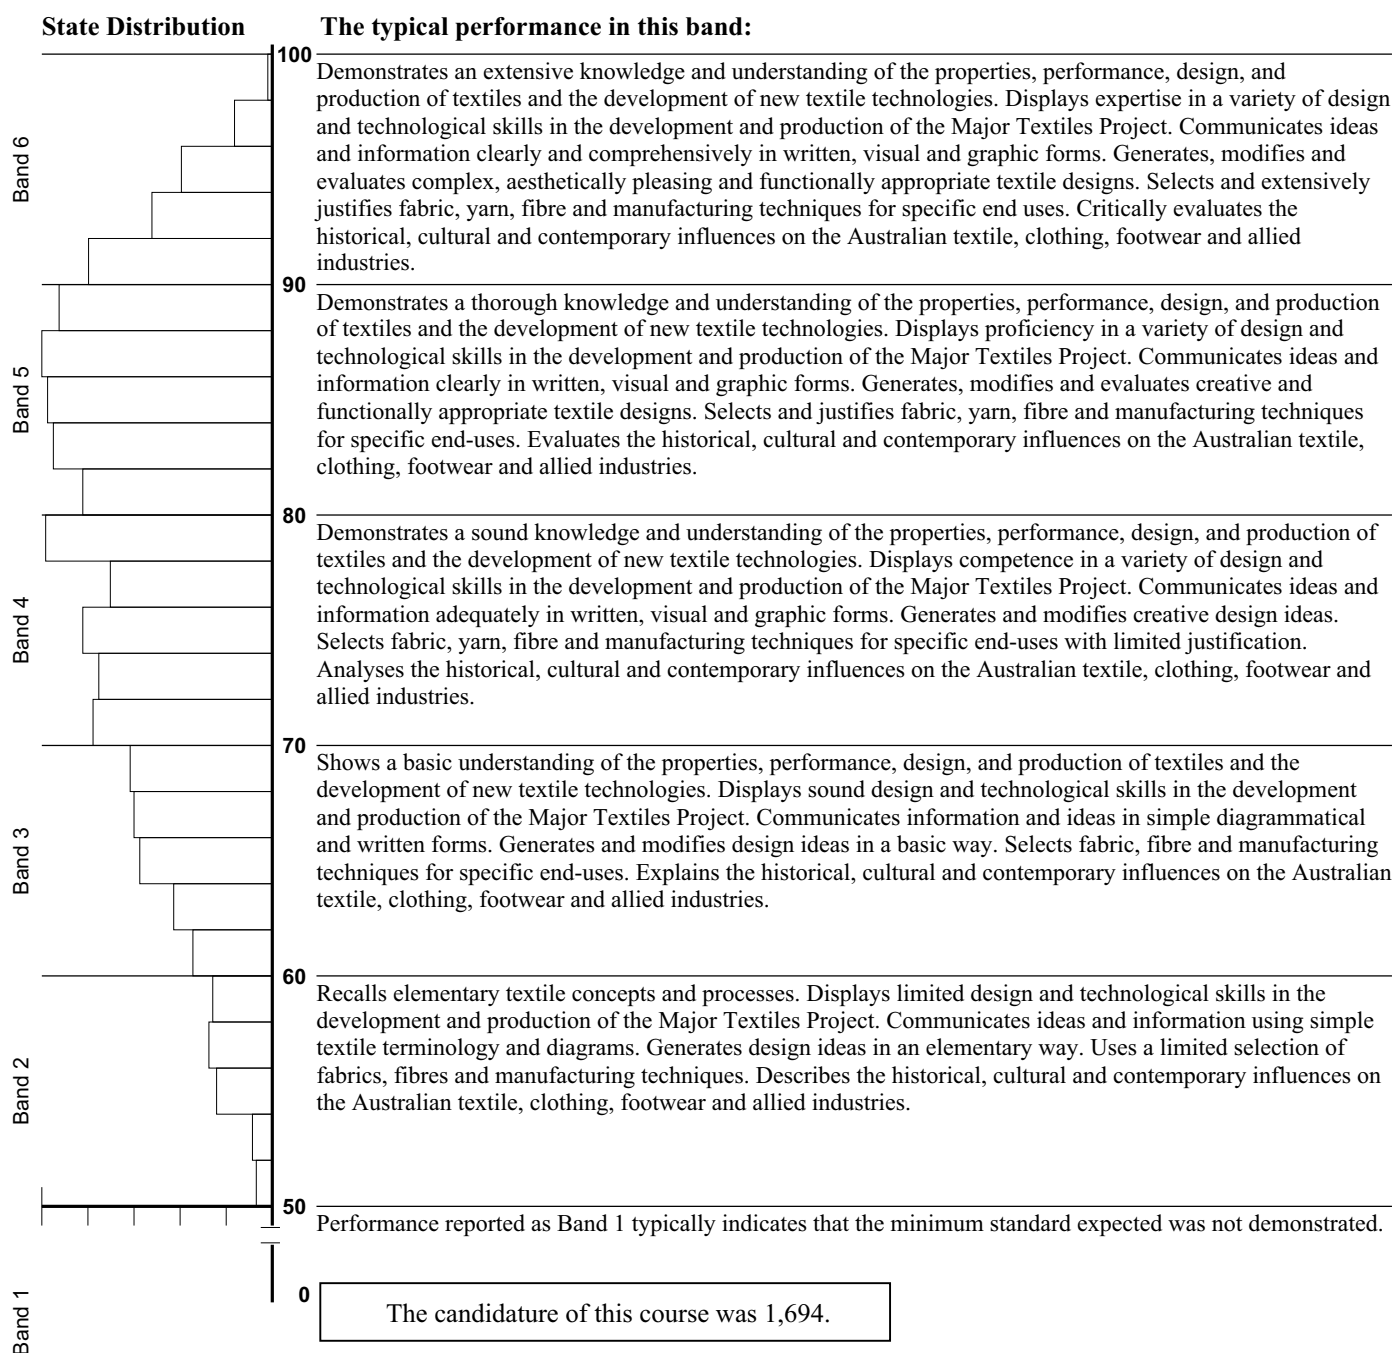 State Distribution
The typical performance in this band:
100
Demonstrates an extensive knowledge and understanding of the properties, performance, design, and
production of textiles and the development of new textile technologies. Displays expertise in a variety of design
and technological skills in the development and production of the Major Textiles Project. Communicates ideas
and information clearly and comprehensively in written, visual and graphic forms. Generates, modifies and
evaluates complex, aesthetically pleasing and functionally appropriate textile designs. Selects and extensively
justifies fabric, yarn, fibre and manufacturing techniques for specific end uses. Critically evaluates the
historical, cultural and contemporary influences on the Australian textile, clothing, footwear and allied
industries.
Band 6
90
Demonstrates a thorough knowledge and understanding of the properties, performance, design, and production
of textiles and the development of new textile technologies. Displays proficiency in a variety of design and
technological skills in the development and production of the Major Textiles Project. Communicates ideas and
information clearly in written, visual and graphic forms. Generates, modifies and evaluates creative and
functionally appropriate textile designs. Selects and justifies fabric, yarn, fibre and manufacturing techniques
for specific end-uses. Evaluates the historical, cultural and contemporary influences on the Australian textile,
clothing, footwear and allied industries.
Band 5
80
Demonstrates a sound knowledge and understanding of the properties, performance, design, and production of
textiles and the development of new textile technologies. Displays competence in a variety of design and
technological skills in the development and production of the Major Textiles Project. Communicates ideas and
information adequately in written, visual and graphic forms. Generates and modifies creative design ideas.
Selects fabric, yarn, fibre and manufacturing techniques for specific end-uses with limited justification.
Analyses the historical, cultural and contemporary influences on the Australian textile, clothing, footwear and
allied industries.
Band 4
70
Shows a basic understanding of the properties, performance, design, and production of textiles and the
development of new textile technologies. Displays sound design and technological skills in the development
and production of the Major Textiles Project. Communicates information and ideas in simple diagrammatical
and written forms. Generates and modifies design ideas in a basic way. Selects fabric, fibre and manufacturing
techniques for specific end-uses. Explains the historical, cultural and contemporary influences on the Australian
textile, clothing, footwear and allied industries.
Band 3
60
Recalls elementary textile concepts and processes. Displays limited design and technological skills in the
development and production of the Major Textiles Project. Communicates ideas and information using simple
textile terminology and diagrams. Generates design ideas in an elementary way. Uses a limited selection of
fabrics, fibres and manufacturing techniques. Describes the historical, cultural and contemporary influences on
the Australian textile, clothing, footwear and allied industries.
Band 2
50
Performance reported as Band 1 typically indicates that the minimum standard expected was not demonstrated.
0
Band 1
The candidature of this course was 1,694.